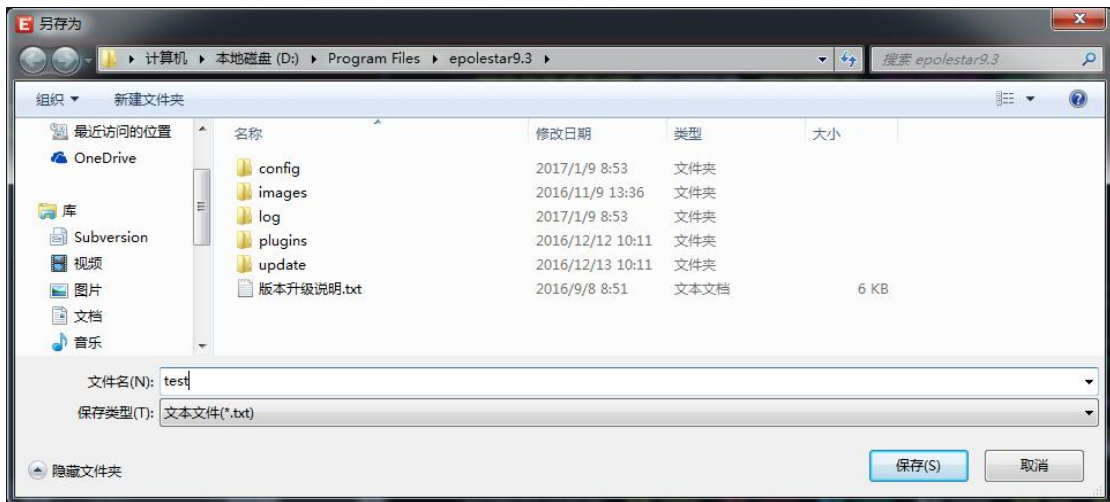 E 另存为
计算机 本地磁盘 (D:) Program Files epolestar9.3 搜索 epolestar9.3
组织 新建文件夹
最近访问的位置 名称 修改日期 类型 大小
OneDrive config 2017/1/9 8:53 文件夹
images 2016/11/9 13:36 文件夹
库 log 2017/1/9 8:53 文件夹
Subversion plugins 2016/12/12 10:11 文件夹
视频 update 2016/12/13 10:11 文件夹
图片 版本升级说明.txt 2016/9/8 8:51 文本文档 6 KB
文档
音乐
文件名(N): test
保存类型(T): 文本文件(*.txt)
隐藏文件夹 保存(S) 取消